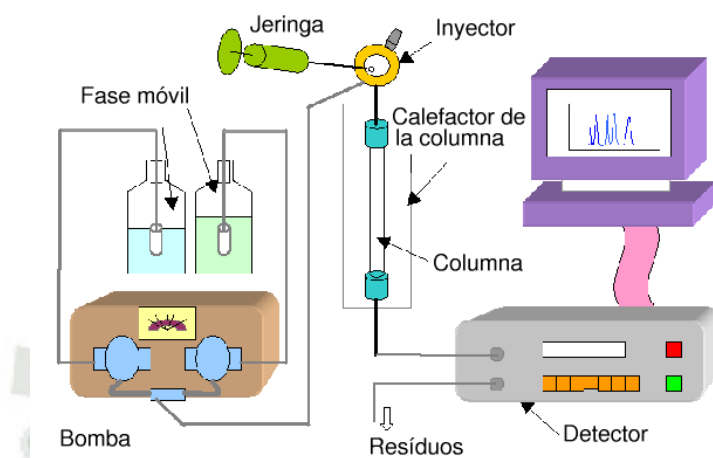 Jeringa
Inyector
Fase móvil
Calefactor de
la columna
Columna
Bomba
Resíduos
Detector